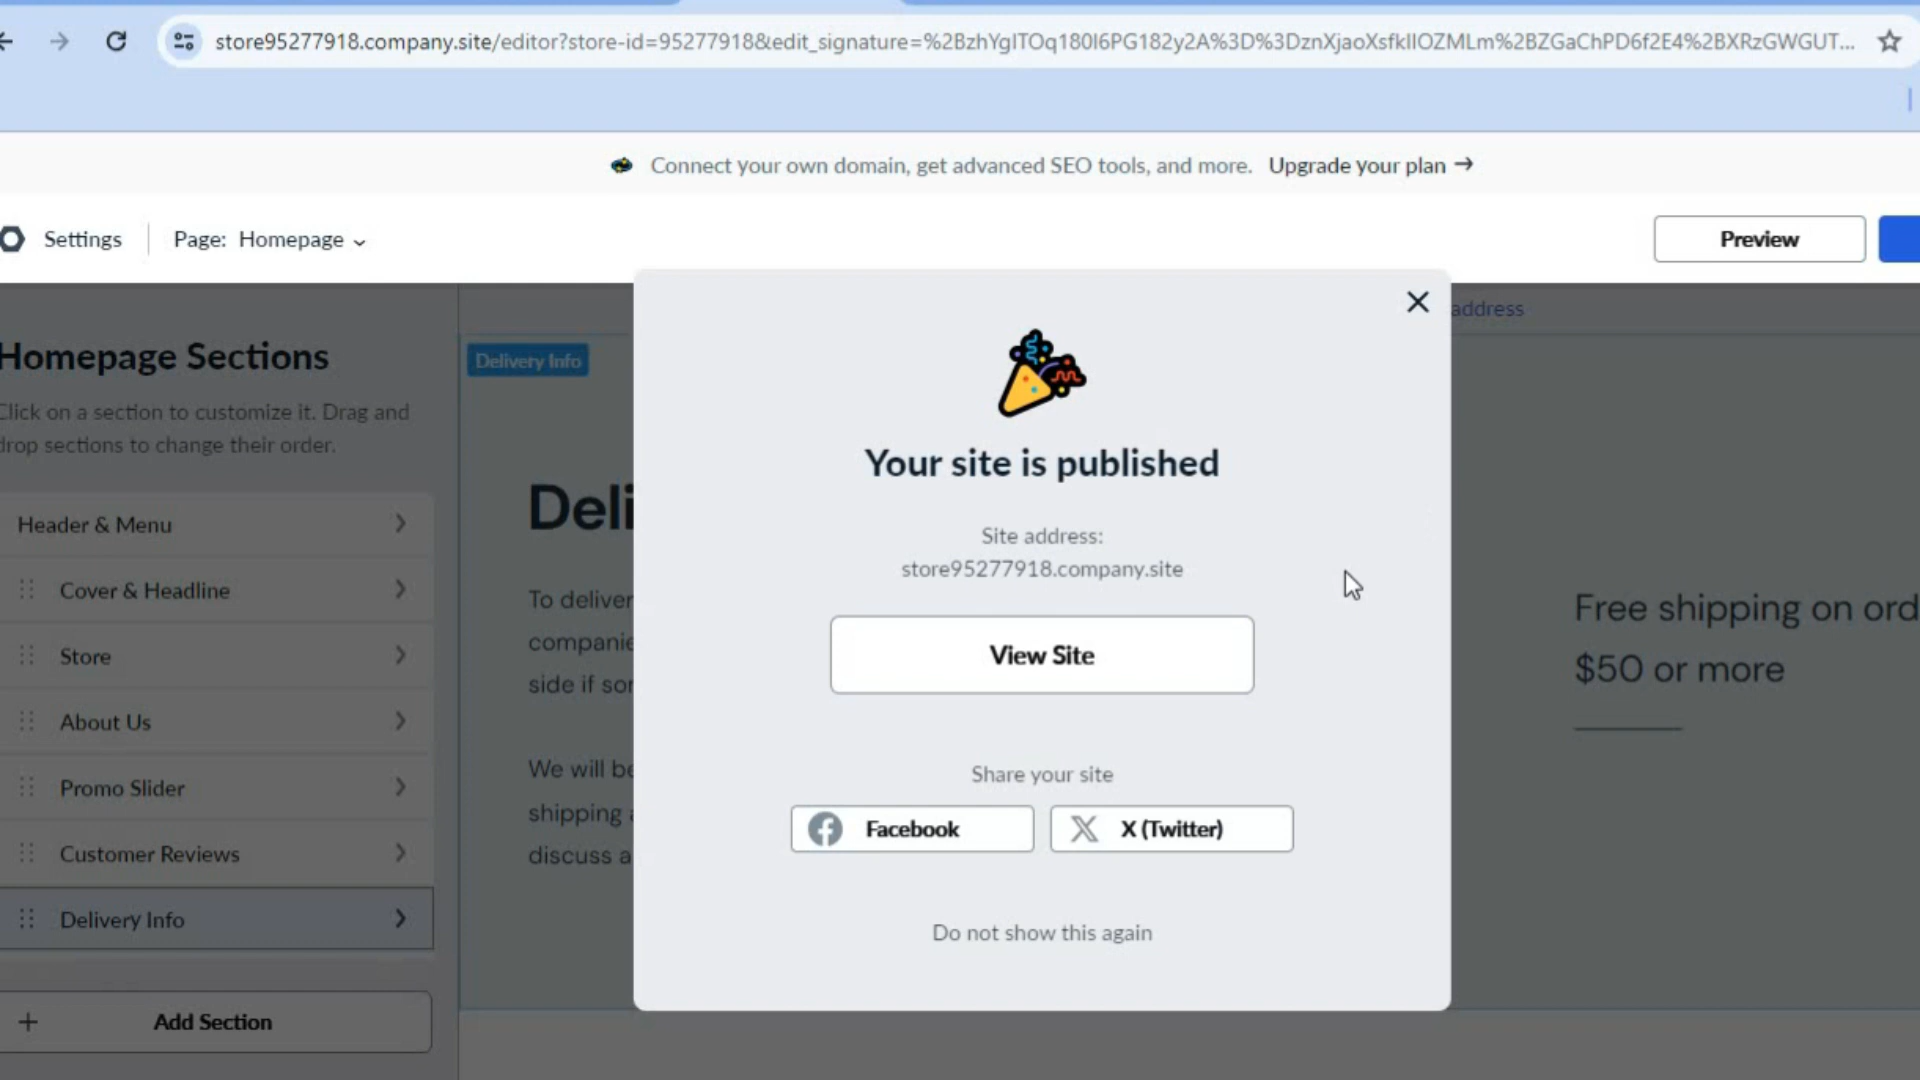 store95277918.company.site/editor?store-id=95277918&edit_signature=%2BzhYglTOq180I6PG182y2A%3D%3DznXjaoXsfkIIOZMLm%2BZGaChPD6f2E4%2BXRzGWGUT...
Connect your own domain, get advanced SEO tools, and more. Upgrade your plan →
Settings
Page: Homepage
Preview
address
Homepage Sections
Click on a section to customize it. Drag and
drop sections to change their order.
Header & Menu
Cover & Headline
Store
About Us
Promo Slider
Customer Reviews
Delivery Info
+ Add Section
Delivery Info
Deli
To deliver
companie
side if sor
We will be
shipping a
discuss a
Your site is published
Site address:
store95277918.company.site
View Site
Share your site
Facebook
X (Twitter)
Do not show this again
Free shipping on ord
$50 or more